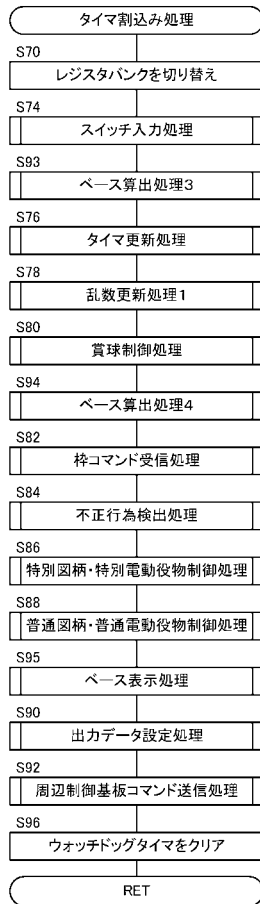 タイマ割込み処理
S70
レジスタバンクを切り替え
S74
スイッチ入力処理
S93
ベース算出処理3
S76
タイマ更新処理
S78
乱数更新処理1
S80
賞球制御処理
S94
ベース算出処理4
S82
枠コマンド受信処理
S84
不正行為検出処理
S86
特別図柄・特別電動役物制御処理
S88
普通図柄・普通電動役物制御処理
S95
ベース表示処理
S90
出力データ設定処理
S92
周辺制御基板コマンド送信処理
S96
ウォッチドッグタイマをクリア
RET